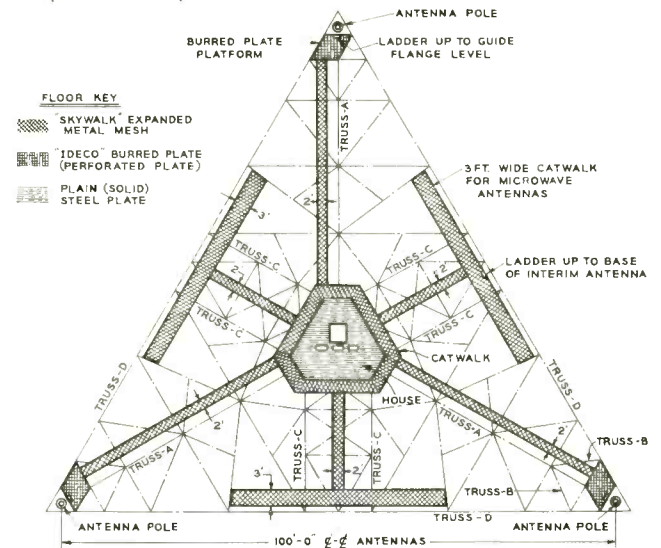 ANTENNA POLE
BURRED PLATE
PLATFORM
LADDER UP TO GUIDE
FLANGE LEVEL
FLOOR KEY
"SKYWALK" EXPANDED
METAL MESH
"IDECO" BURRED PLATE
(PERFORATED PLATE)
PLAIN (SOLID)
STEEL PLATE
TRUSS-A
2'
3 FT. WIDE CATWALK
FOR MICROWAVE
ANTENNAS
3'
TRUSS-C
TRUSS-C
2'
2'
LADDER UP TO BASE
OF INTERIM ANTENNA
TRUSS-C
TRUSS-C
CATWALK
TRUSS-D
TRUSS-D
HOUSE
TRUSS-A
TRUSS-B
2'
2'
TRUSS-A
TRUSS-C
TRUSS-C
3'
2'
TRUSS-B
TRUSS-D
ANTENNA POLE
ANTENNA POLE
100'-0" ℄-℄ ANTENNAS